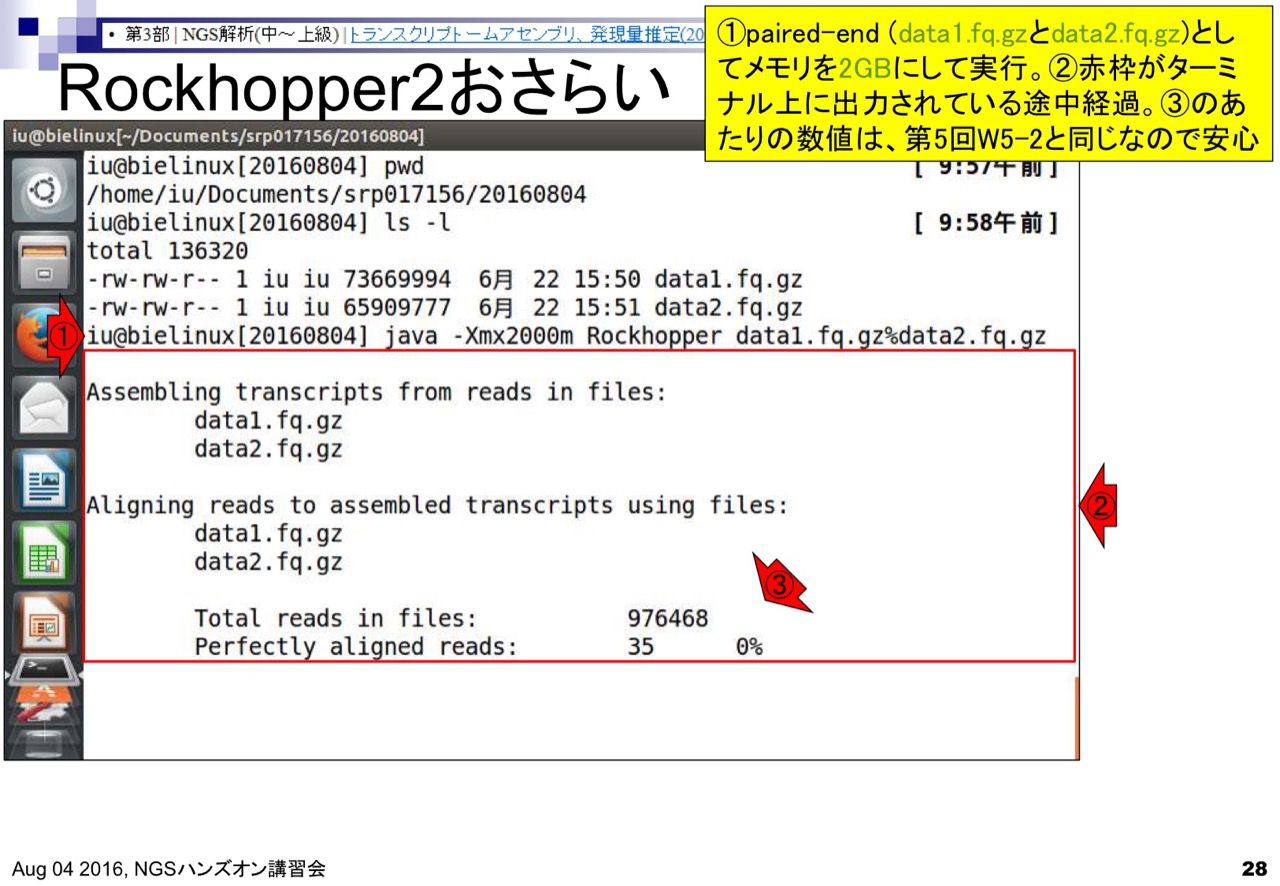 • 第3部 | NGS解析(中～上級) | トランスクリプトームアセンブリ、発現量推定(20
Rockhopper2おさらい
①paired-end (data1.fq.gzとdata2.fq.gz)とし
てメモリを2GBにして実行。②赤枠がターミ
ナル上に出力されている途中経過。③のあ
たりの数値は、第5回W5-2と同じなので安心
iu@bielinux[~/Documents/srp017156/20160804]
iu@bielinux[20160804] pwd [ 9:57午前]
/home/iu/Documents/srp017156/20160804
iu@bielinux[20160804] ls -l [ 9:58午前]
total 136320
-rw-rw-r-- 1 iu iu 73669994 6月 22 15:50 data1.fq.gz
-rw-rw-r-- 1 iu iu 65909777 6月 22 15:51 data2.fq.gz
①
iu@bielinux[20160804] java -Xmx2000m Rockhopper data1.fq.gz%data2.fq.gz
Assembling transcripts from reads in files:
data1.fq.gz
data2.fq.gz
Aligning reads to assembled transcripts using files:
②
data1.fq.gz
data2.fq.gz
③
Total reads in files: 976468
Perfectly aligned reads: 35 0%
Aug 04 2016, NGSハンズオン講習会
28